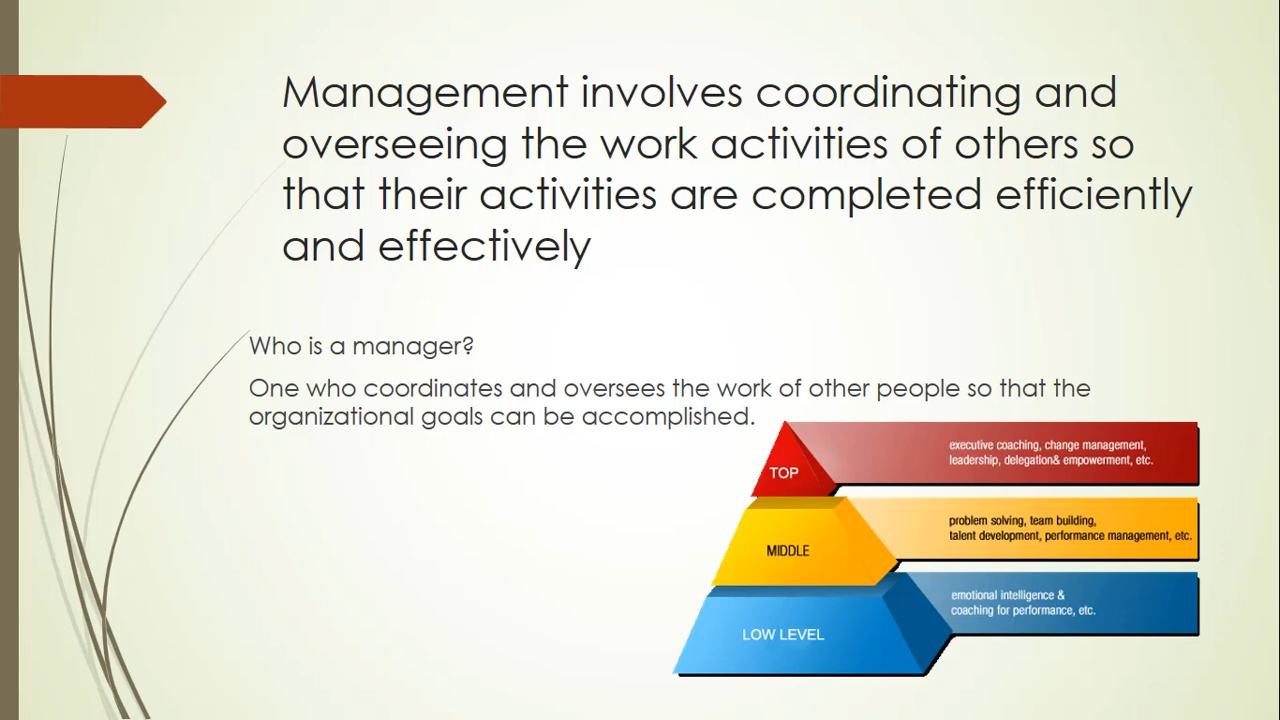 Management involves coordinating and
overseeing the work activities of others so
that their activities are completed efficiently
and effectively
Who is a manager?
One who coordinates and oversees the work of other people so that the
organizational goals can be accomplished.
TOP
executive coaching, change management,
leadership, delegation& empowerment, etc.
MIDDLE
problem solving, team building,
talent development, performance management, etc.
LOW LEVEL
emotional intelligence &
coaching for performance, etc.